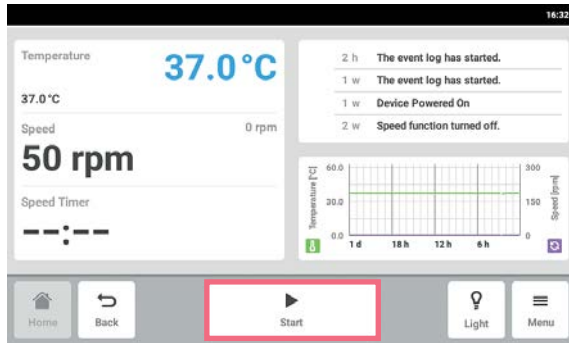 16:32
Temperature
37.0°C
37.0°C
Speed 0 rpm
50 rpm
Speed Timer
--:--
2 h The event log has started.
1 w The event log has started.
1 w Device Powered On
2 w Speed function turned off.
Temperature [°C]
60.0
30.0
0.0
1 d 18 h 12 h 6 h
300
150
0
Speed [rpm]
Home
Back
Start
Light
Menu